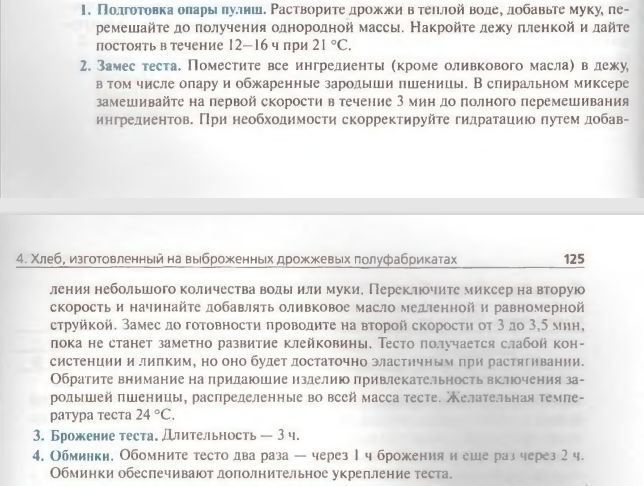 1. Подготовка опары пулиш. Растворите дрожжи в теплой воде, добавьте муку, пе-
ремешайте до получения однородной массы. Накройте дежу пленкой и дайте
постоять в течение 12—16 ч при 21 °С.
2. Замес теста. Поместите все ингредиенты (кроме оливкового масла) в дежу,
в том числе опару и обжаренные зародыши пшеницы. В спиральном миксере
замешивайте на первой скорости в течение 3 мин до полного перемешивания
ингредиентов. При необходимости скорректируйте гидратацию путем добав-
4. Хлеб, изготовленный на выброженных дрожжевых полуфабрикатах 125
ления небольшого количества воды или муки. Переключите миксер на вторую
скорость и начинайте добавлять оливковое масло медленной и равномерной
струйкой. Замес до готовности проводите на второй скорости от 3 до 3,5 мин,
пока не станет заметно развитие клейковины. Тесто получается слабой кон-
систенции и липким, но оно будет достаточно эластичным при растягивании.
Обратите внимание на придающие изделию привлекательность включения за-
родышей пшеницы, распределенные во всей масса тесте. Желательная темпе-
ратура теста 24 °С.
3. Брожение теста. Длительность — 3 ч.
4. Обминки. Обомните тесто два раза — через 1 ч брожения и еще раз через 2 ч.
Обминки обеспечивают дополнительное укрепление теста.